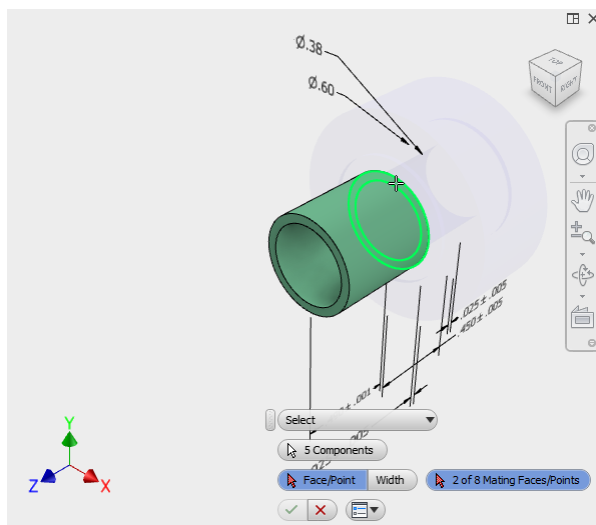 TOP
FRONT
RIGHT
Ø.38
Ø.60
.025±.005
.450±.005
±.001
Select
5 Components
Face/Point Width 2 of 8 Mating Faces/Points
Y
Z X